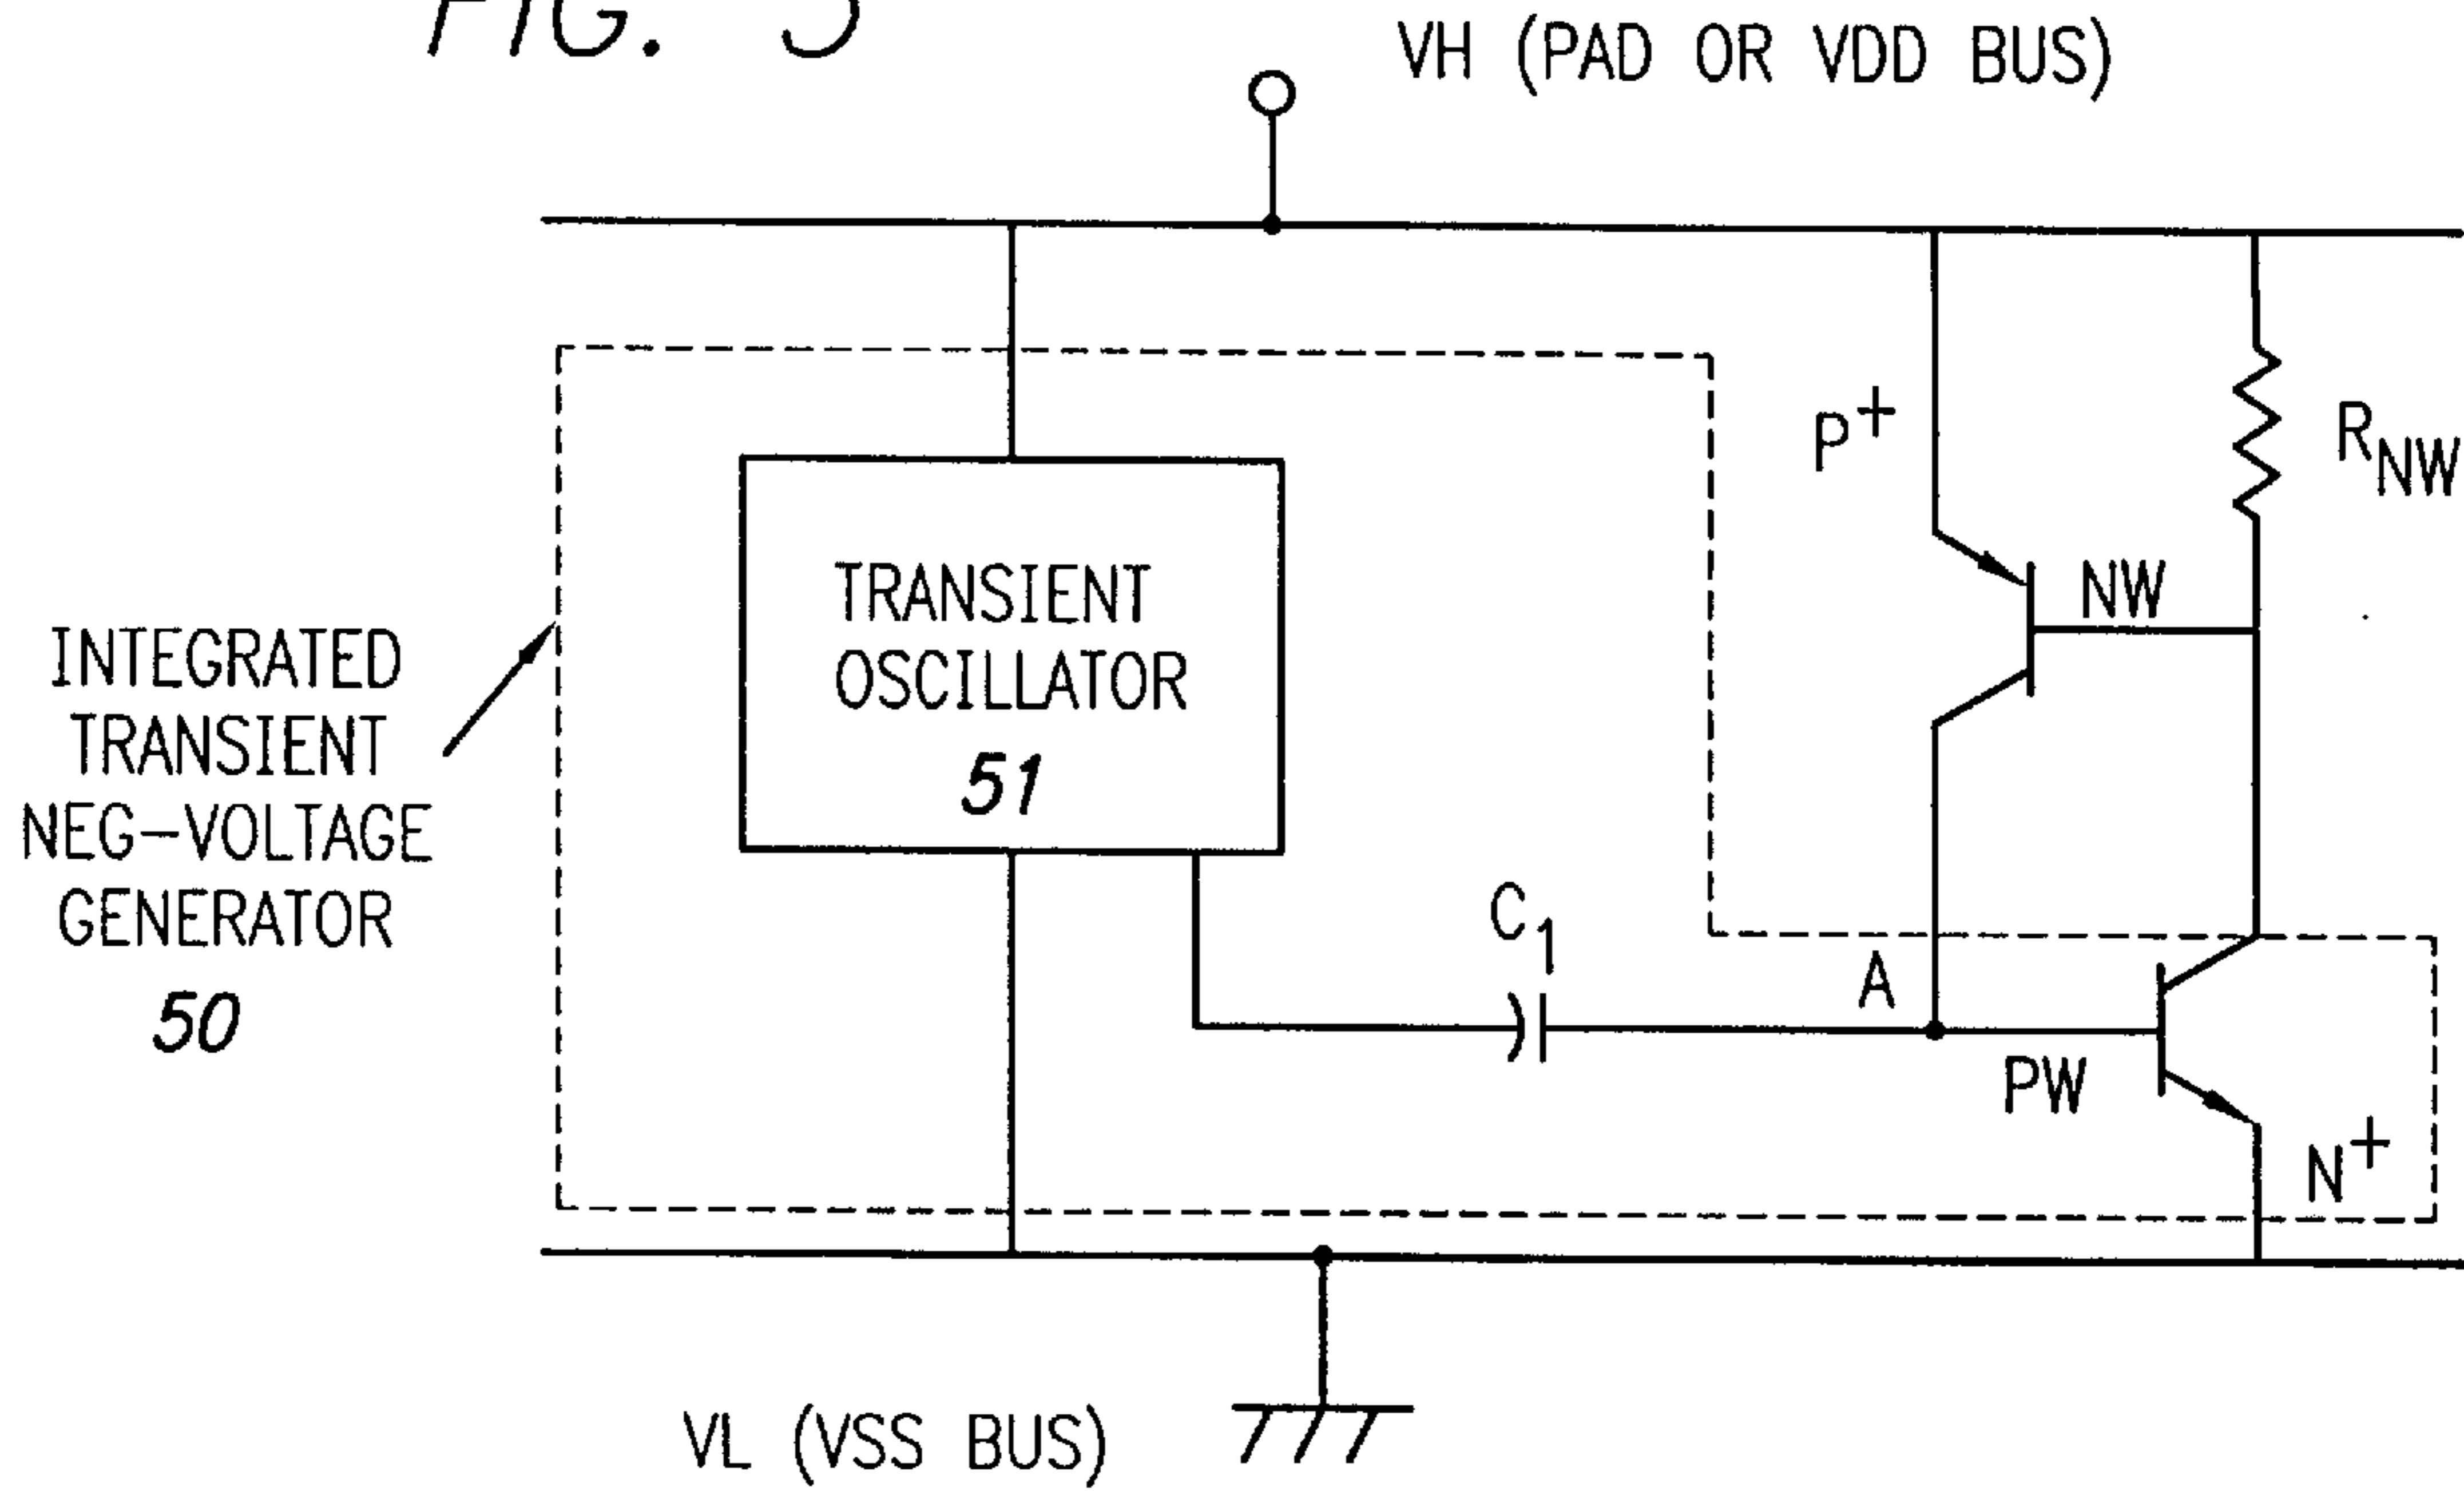 FIG. 5
VH (PAD OR VDD BUS)
P+
RNW
TRANSIENT
OSCILLATOR
51
NW
INTEGRATED
TRANSIENT
NEG-VOLTAGE
GENERATOR
50
C1
A
PW
N+
VL (VSS BUS)